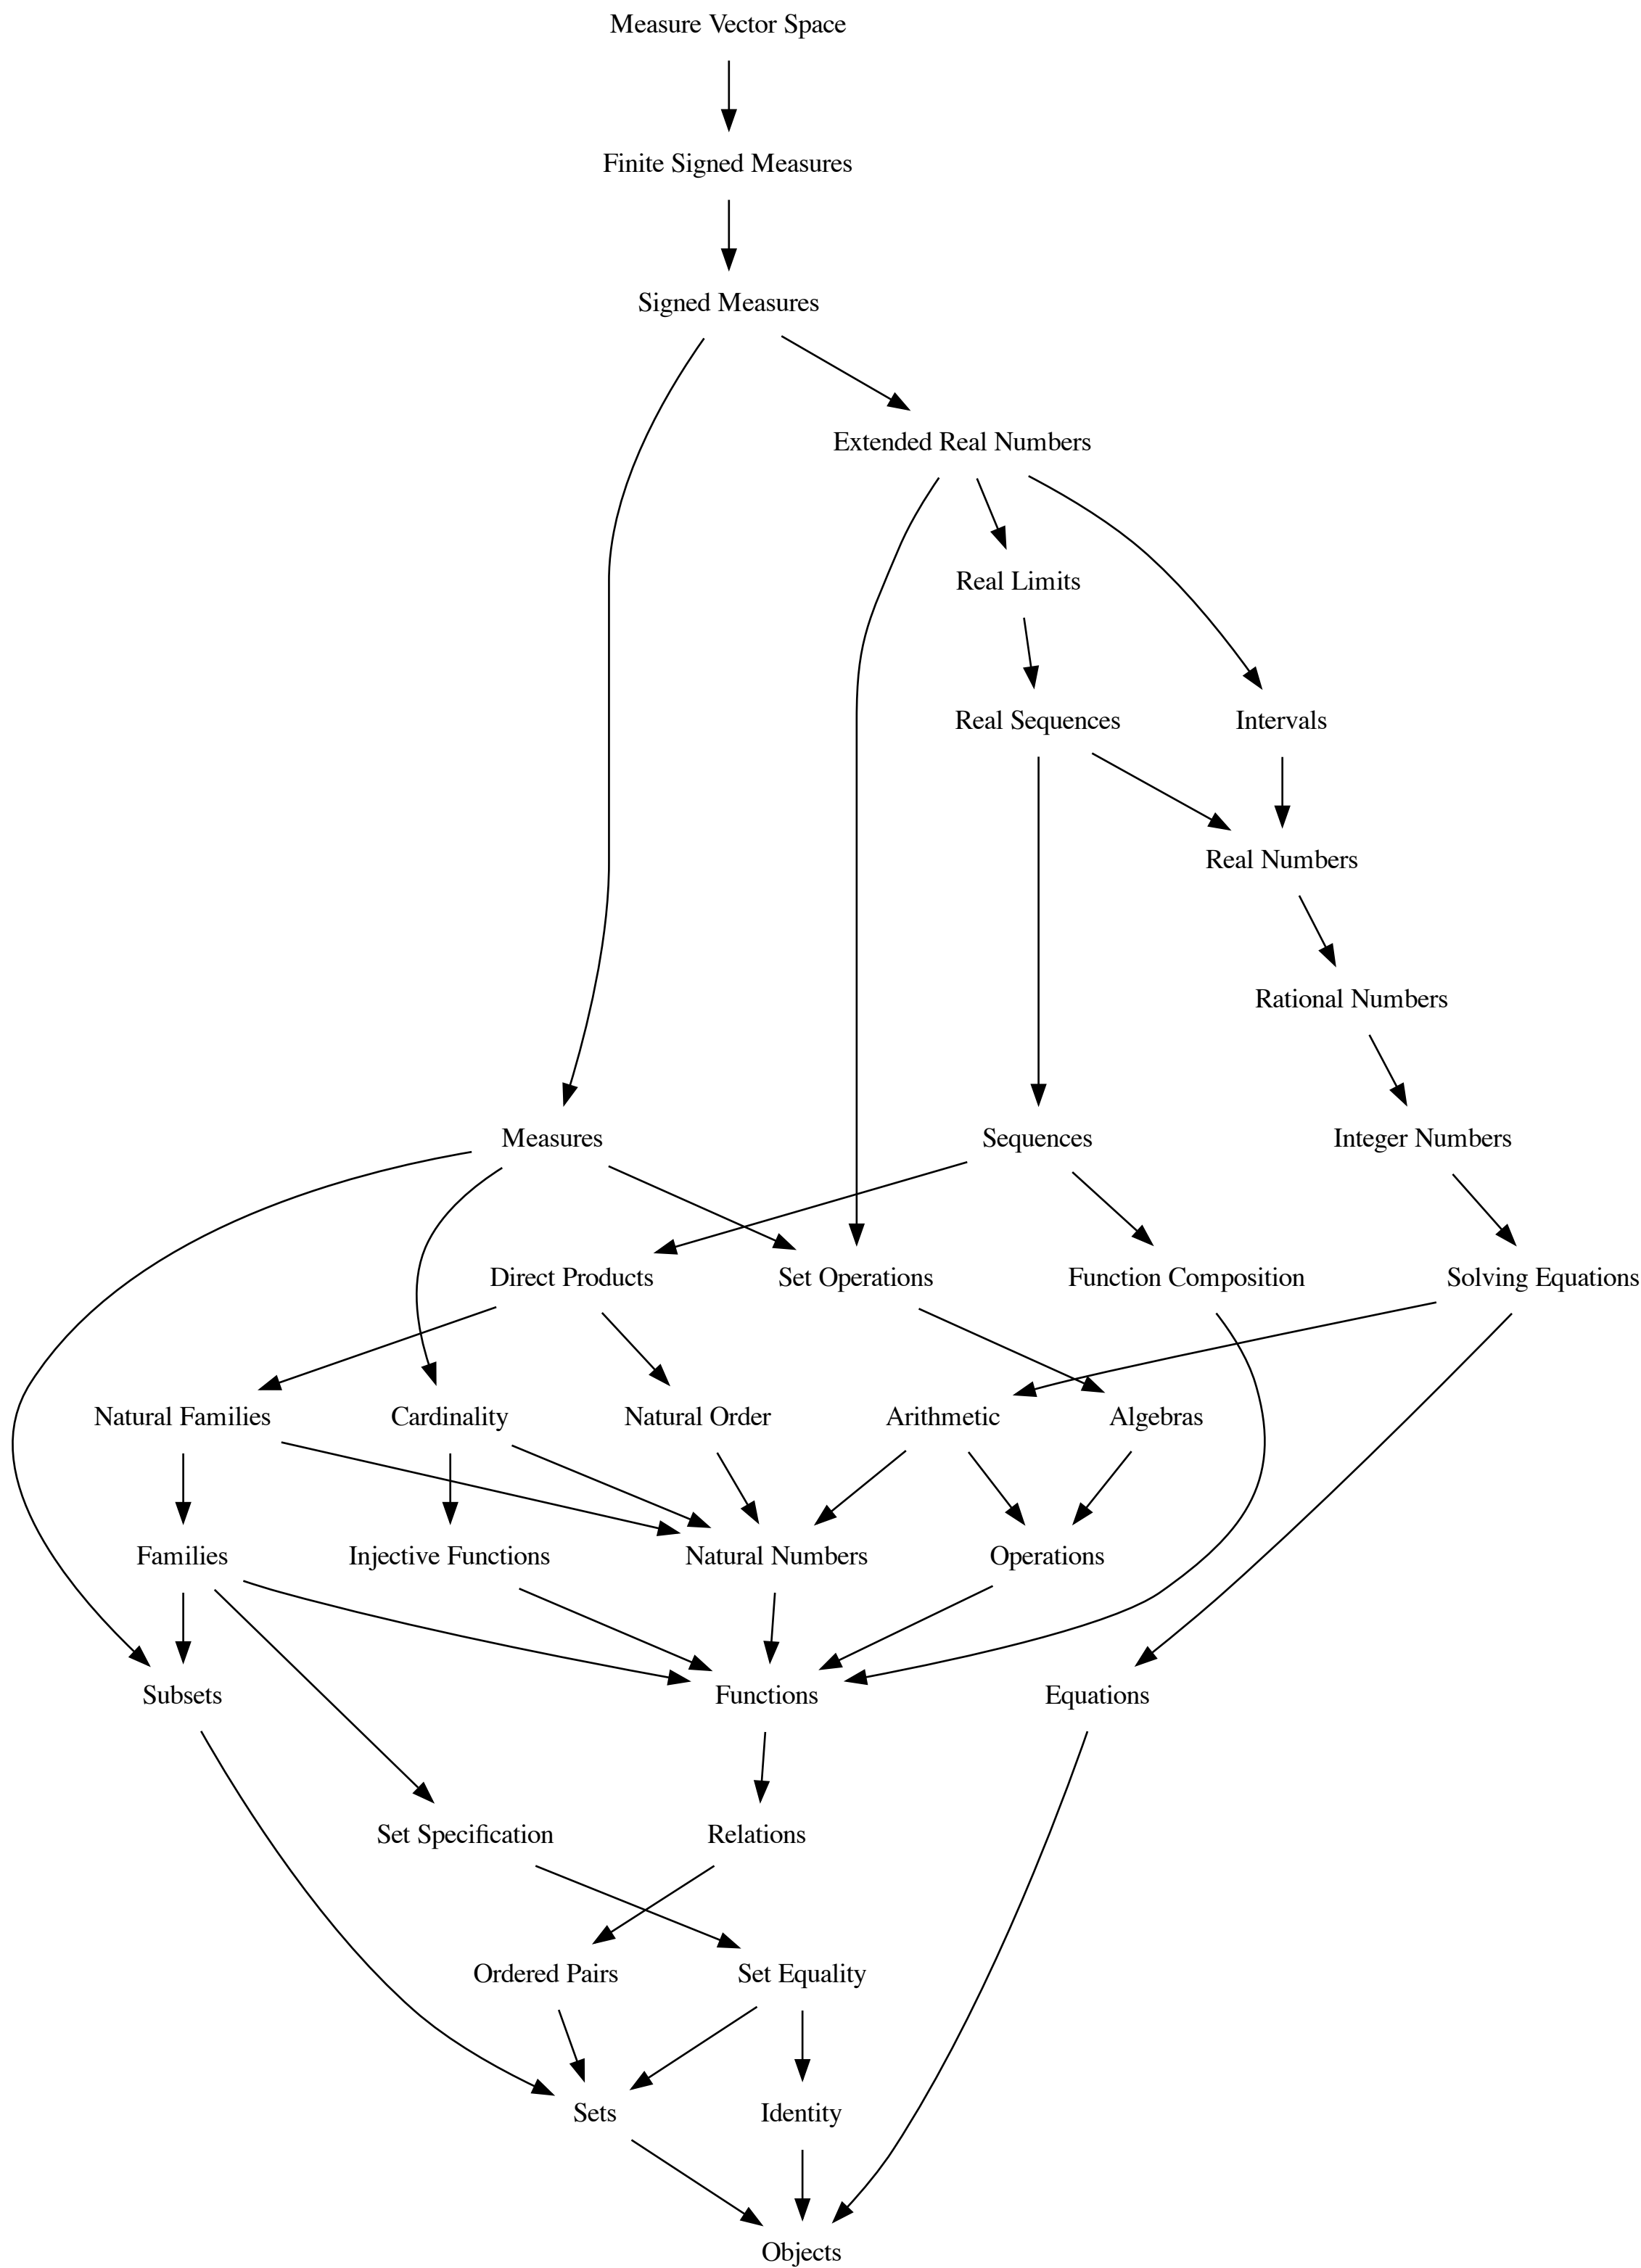 Measure Vector Space
Finite Signed Measures
Signed Measures
Extended Real Numbers
Real Limits
Real Sequences
Intervals
Real Numbers
Rational Numbers
Measures
Sequences
Integer Numbers
Direct Products
Set Operations
Function Composition
Solving Equations
Natural Families
Cardinality
Natural Order
Arithmetic
Algebras
Families
Injective Functions
Natural Numbers
Operations
Subsets
Functions
Equations
Set Specification
Relations
Ordered Pairs
Set Equality
Sets
Identity
Objects